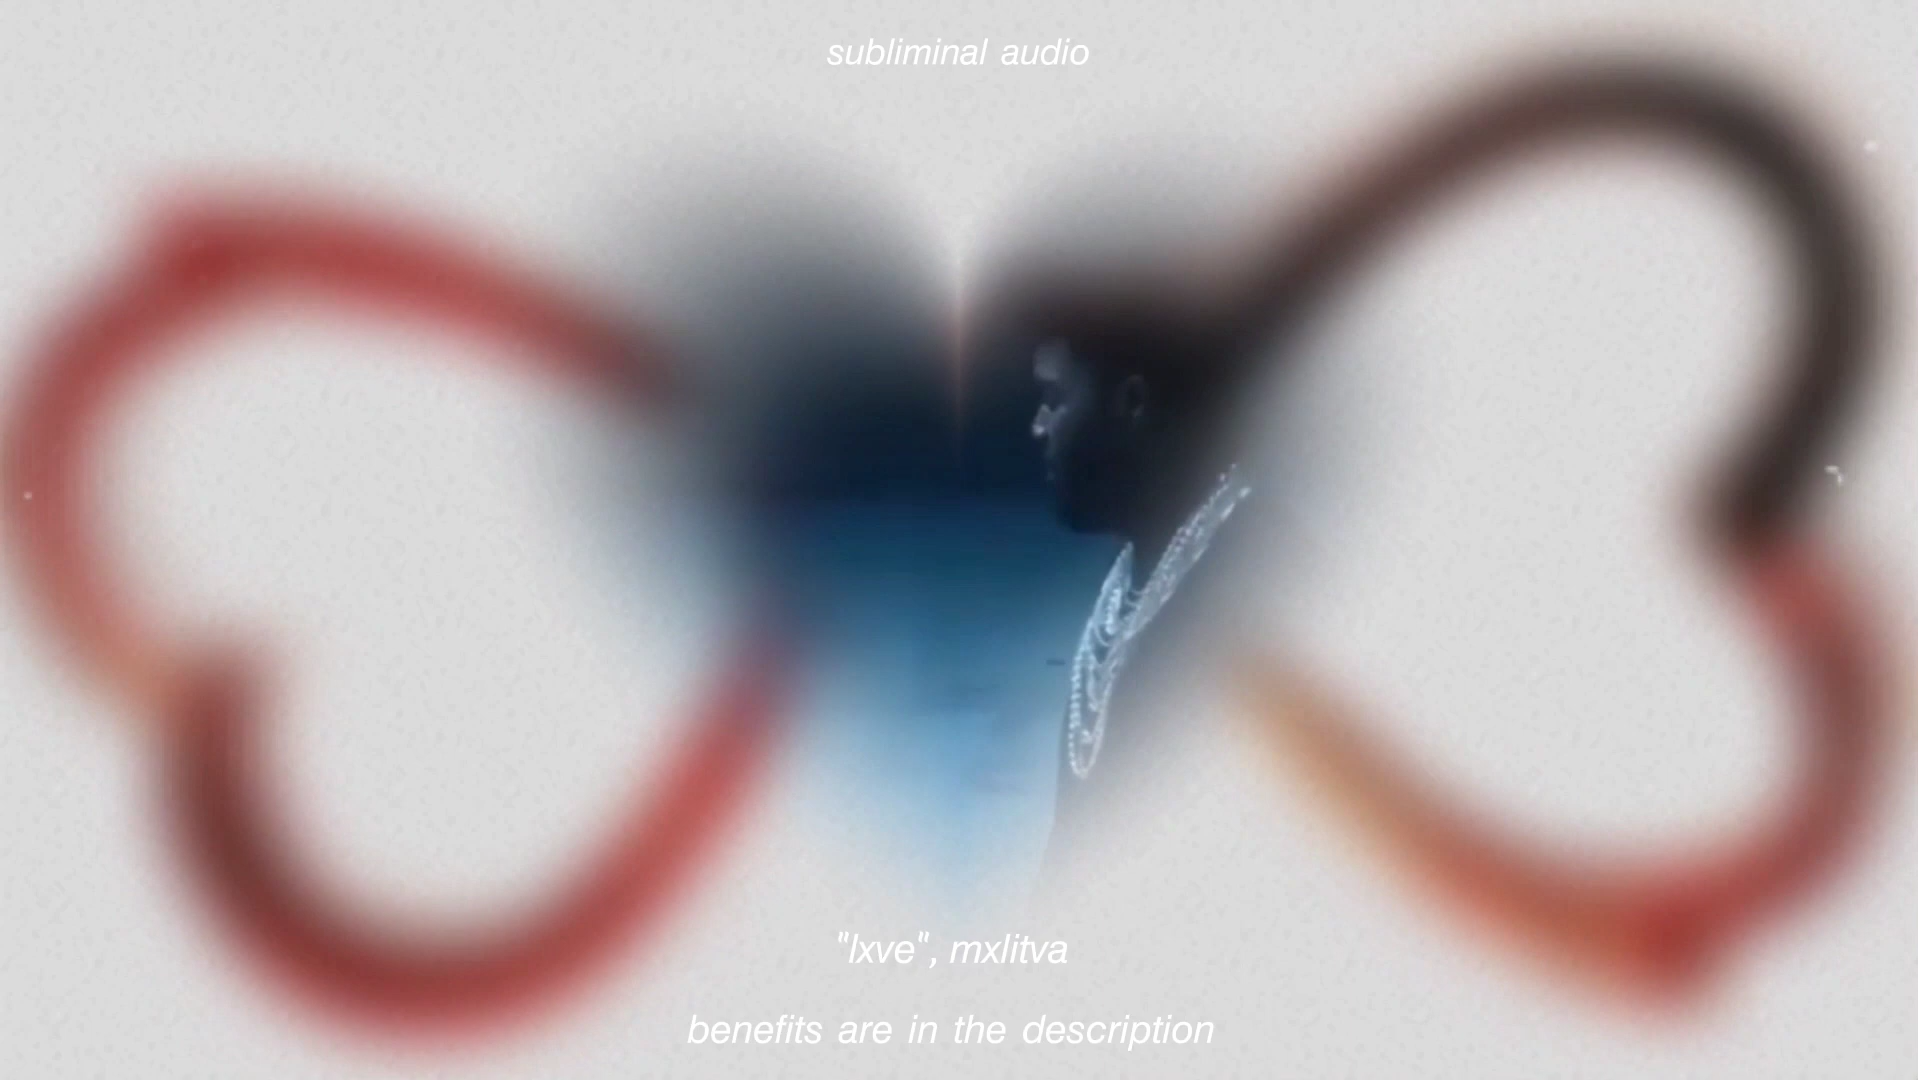 subliminal audio
"lxve", mxlitva
benefits are in the description